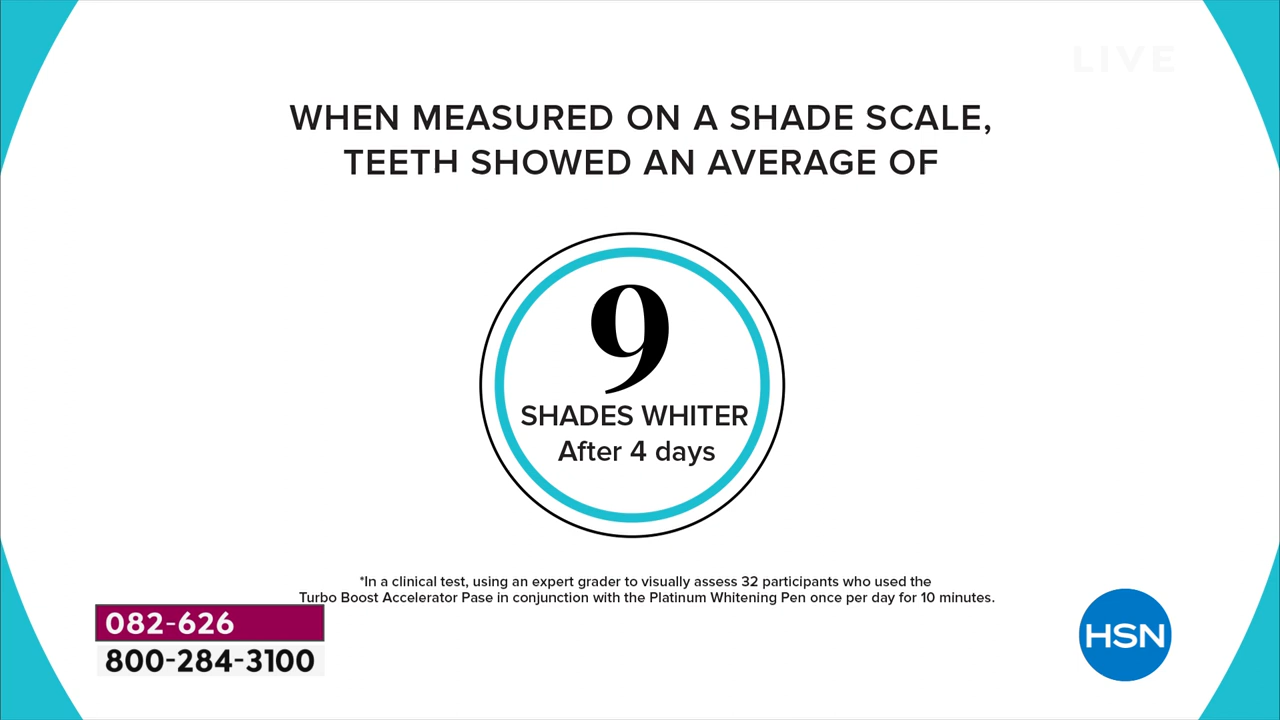 LIVE
WHEN MEASURED ON A SHADE SCALE,
TEETH SHOWED AN AVERAGE OF
9
SHADES WHITER
After 4 days
*In a clinical test, using an expert grader to visually assess 32 participants who used the
Turbo Boost Accelerator Pase in conjunction with the Platinum Whitening Pen once per day for 10 minutes.
082-626
800-284-3100
HSN